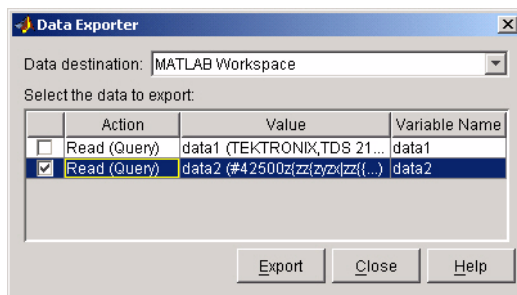 Data Exporter
Data destination: MATLAB Workspace
Select the data to export:
Action Value Variable Name
Read (Query) data1 (TEKTRONIX,TDS 21... data1
Read (Query) data2 (#42500z{zz{zyzx|zz{{...) data2
Export Close Help